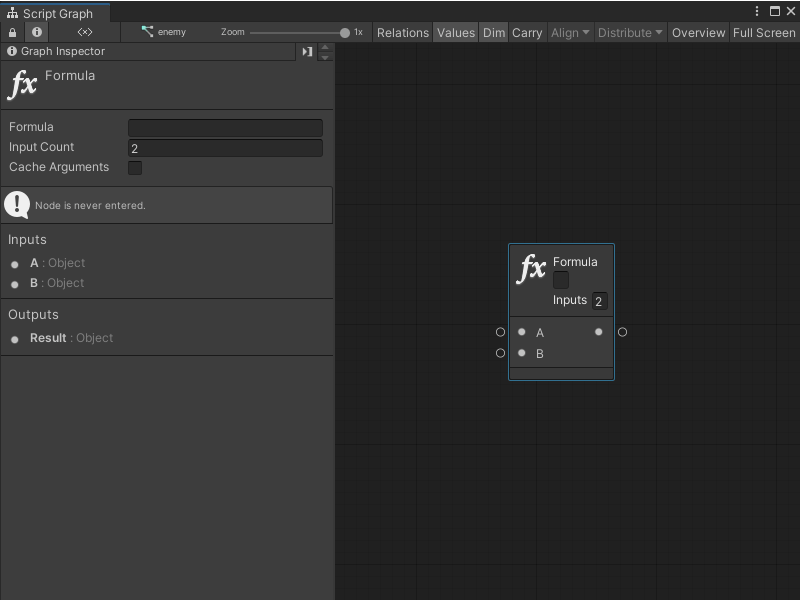 Script Graph
enemy Zoom 1x Relations Values Dim Carry Align Distribute Overview Full Screen
Graph Inspector
fx Formula
Formula
Input Count 2
Cache Arguments
Node is never entered.
Inputs
A : Object
B : Object
Outputs
Result : Object
fx Formula
Inputs 2
A
B